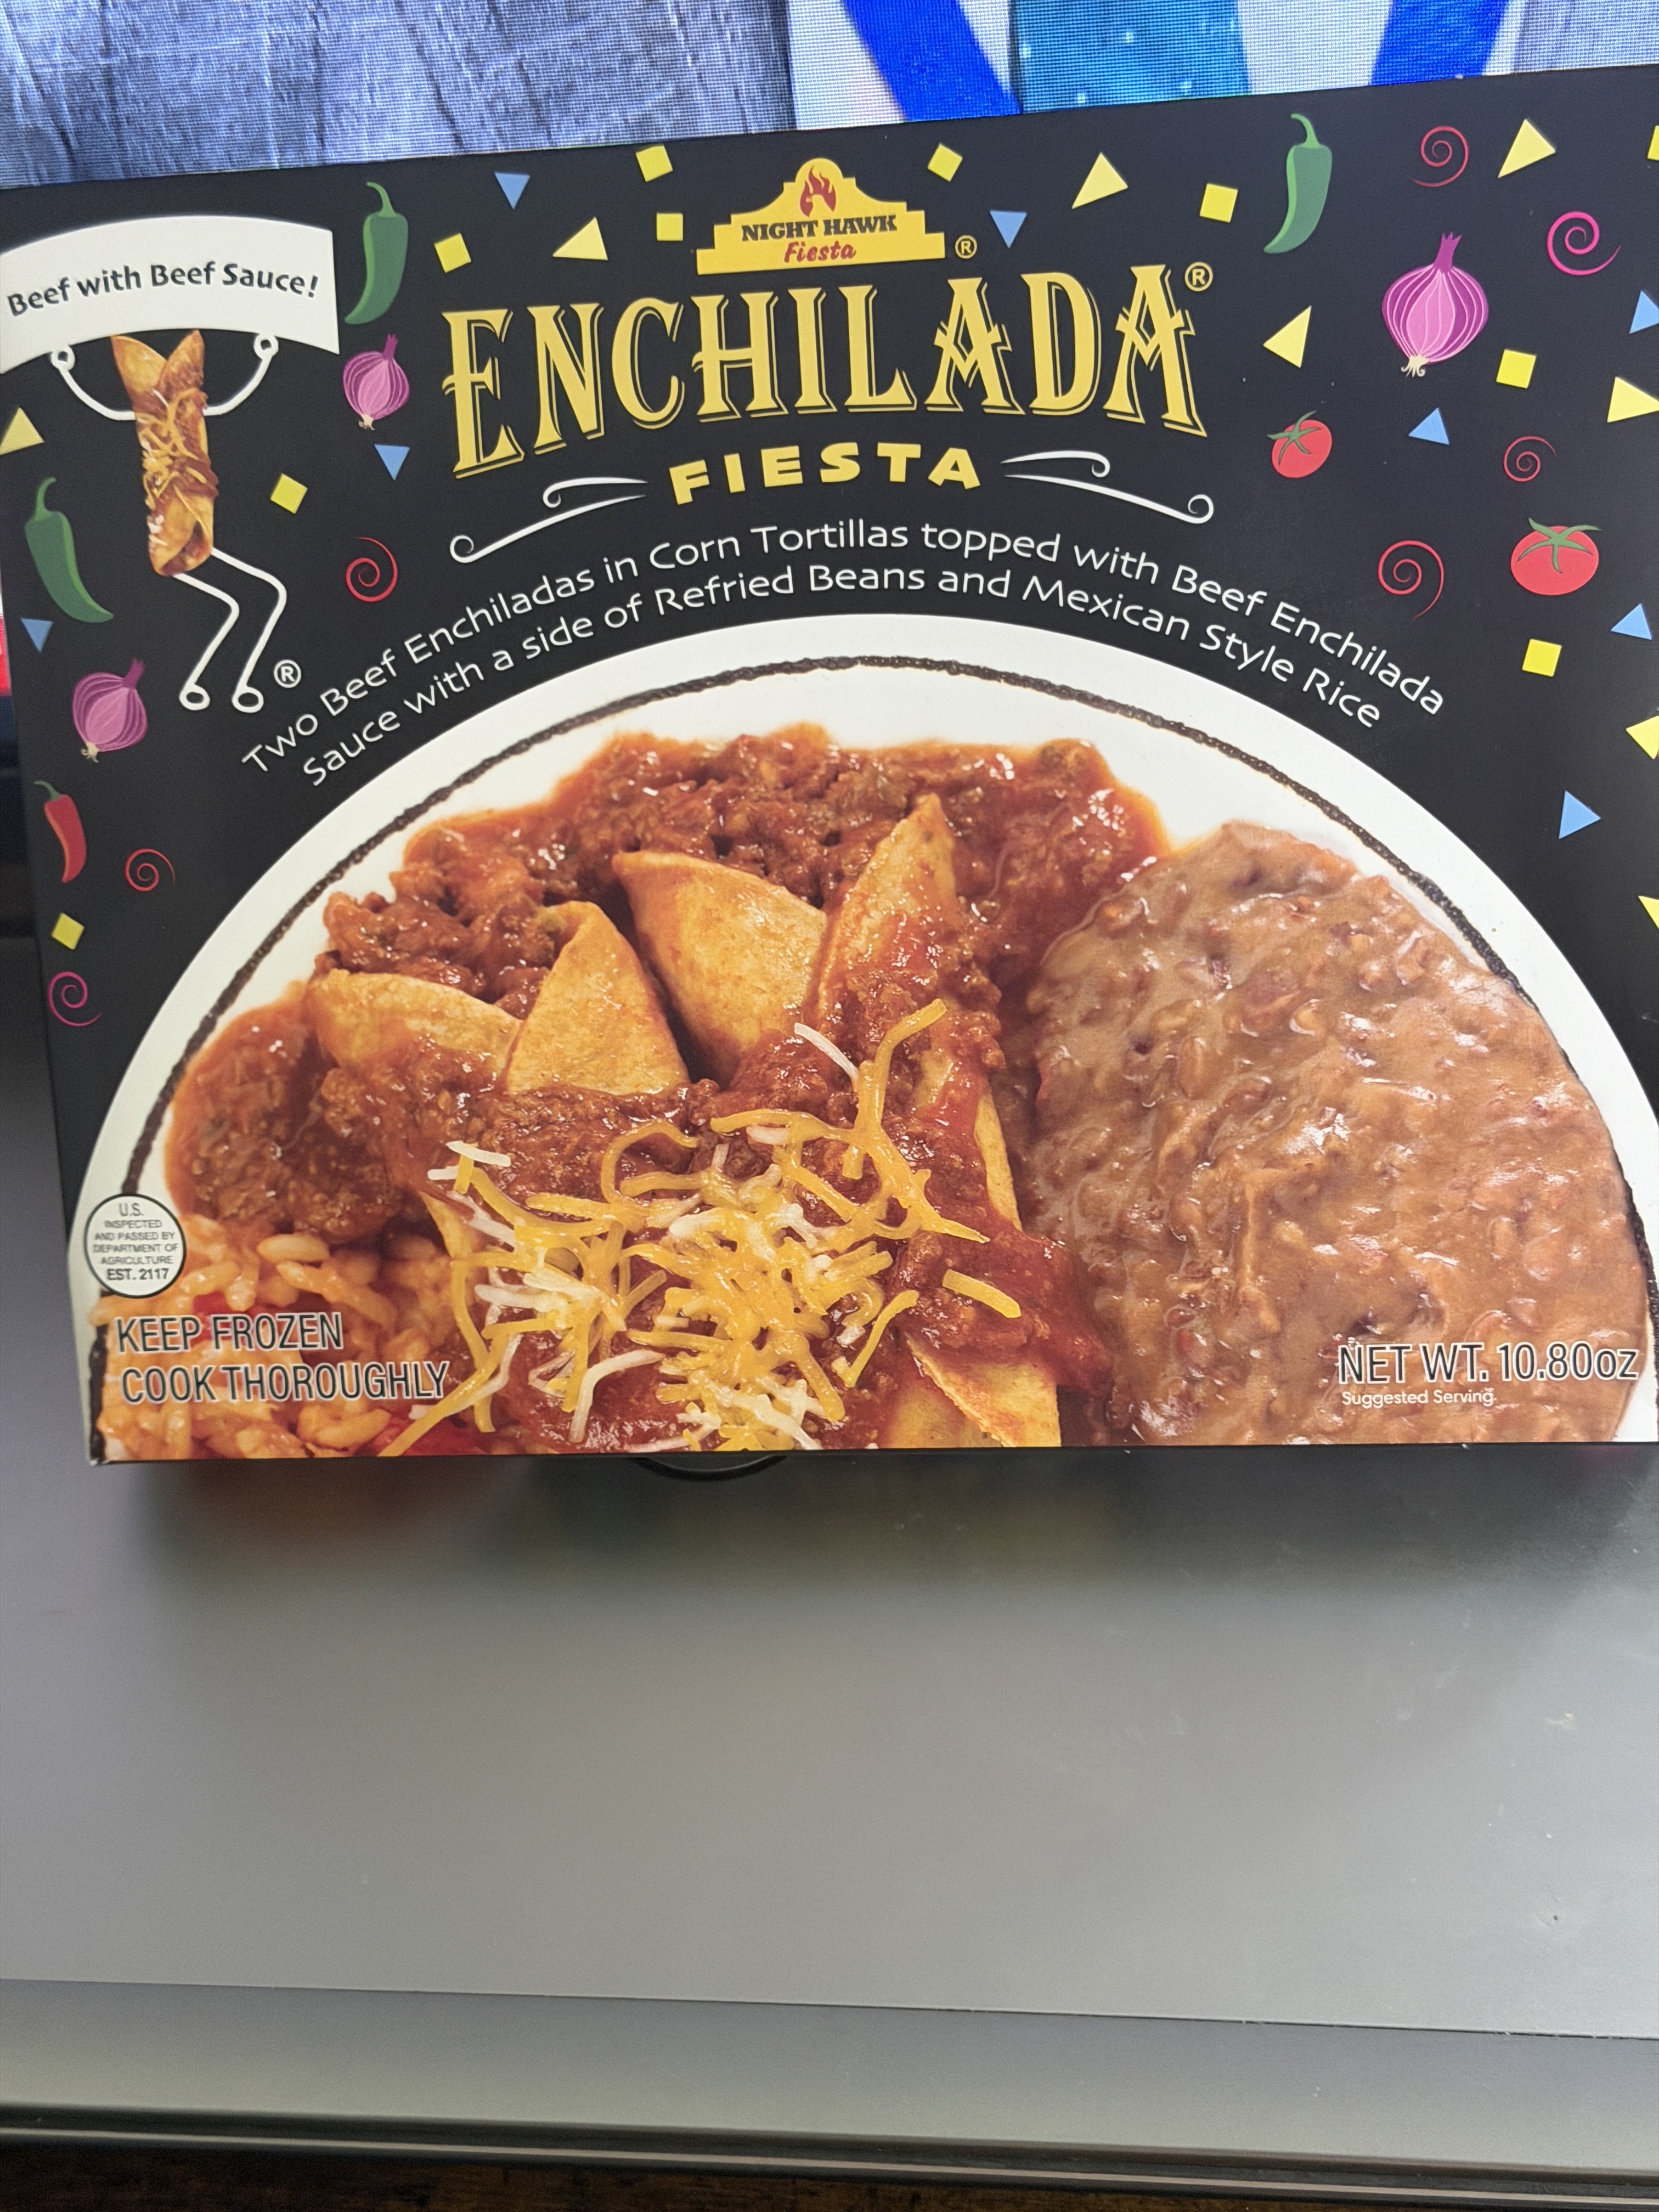 Beef with Beef Sauce!
NIGHT HAWK
Fiesta
®
ENCHILADA®
FIESTA
®
Two Beef Enchiladas in Corn Tortillas topped with Beef Enchilada
Sauce with a side of Refried Beans and Mexican Style Rice
U.S.
INSPECTED
AND PASSED BY
DEPARTMENT OF
AGRICULTURE
EST. 2117
KEEP FROZEN
COOK THOROUGHLY
NET WT. 10.80oz
Suggested Serving